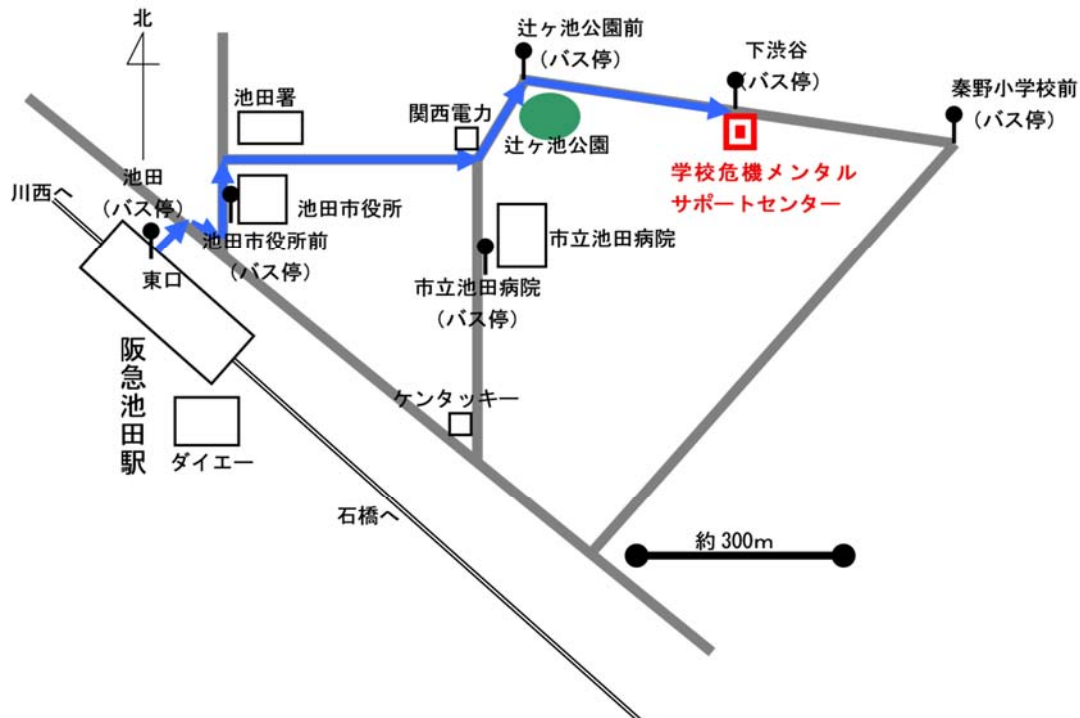 北
辻ヶ池公園前
(バス停)
下渋谷
(バス停)
秦野小学校前
(バス停)
池田署
関西電力
辻ヶ池公園
学校危機メンタル
サポートセンター
川西へ
池田
(バス停)
池田市役所
池田市役所前
(バス停)
東口
市立池田病院
市立池田病院
(バス停)
阪急池田駅
ケンタッキー
ダイエー
石橋へ
約300m